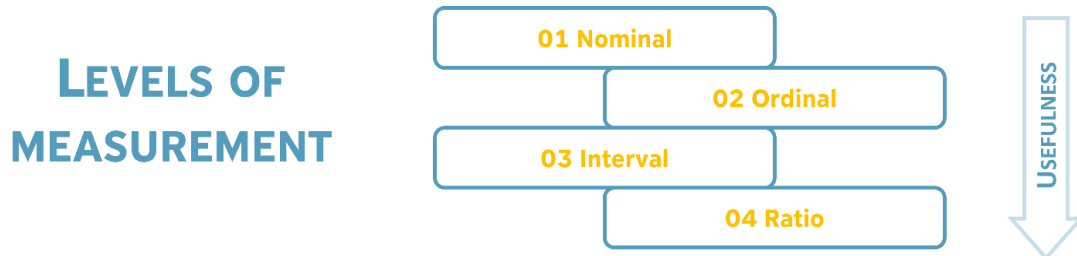 LEVELS OF
MEASUREMENT
01 Nominal
02 Ordinal
03 Interval
04 Ratio
USEFULNESS